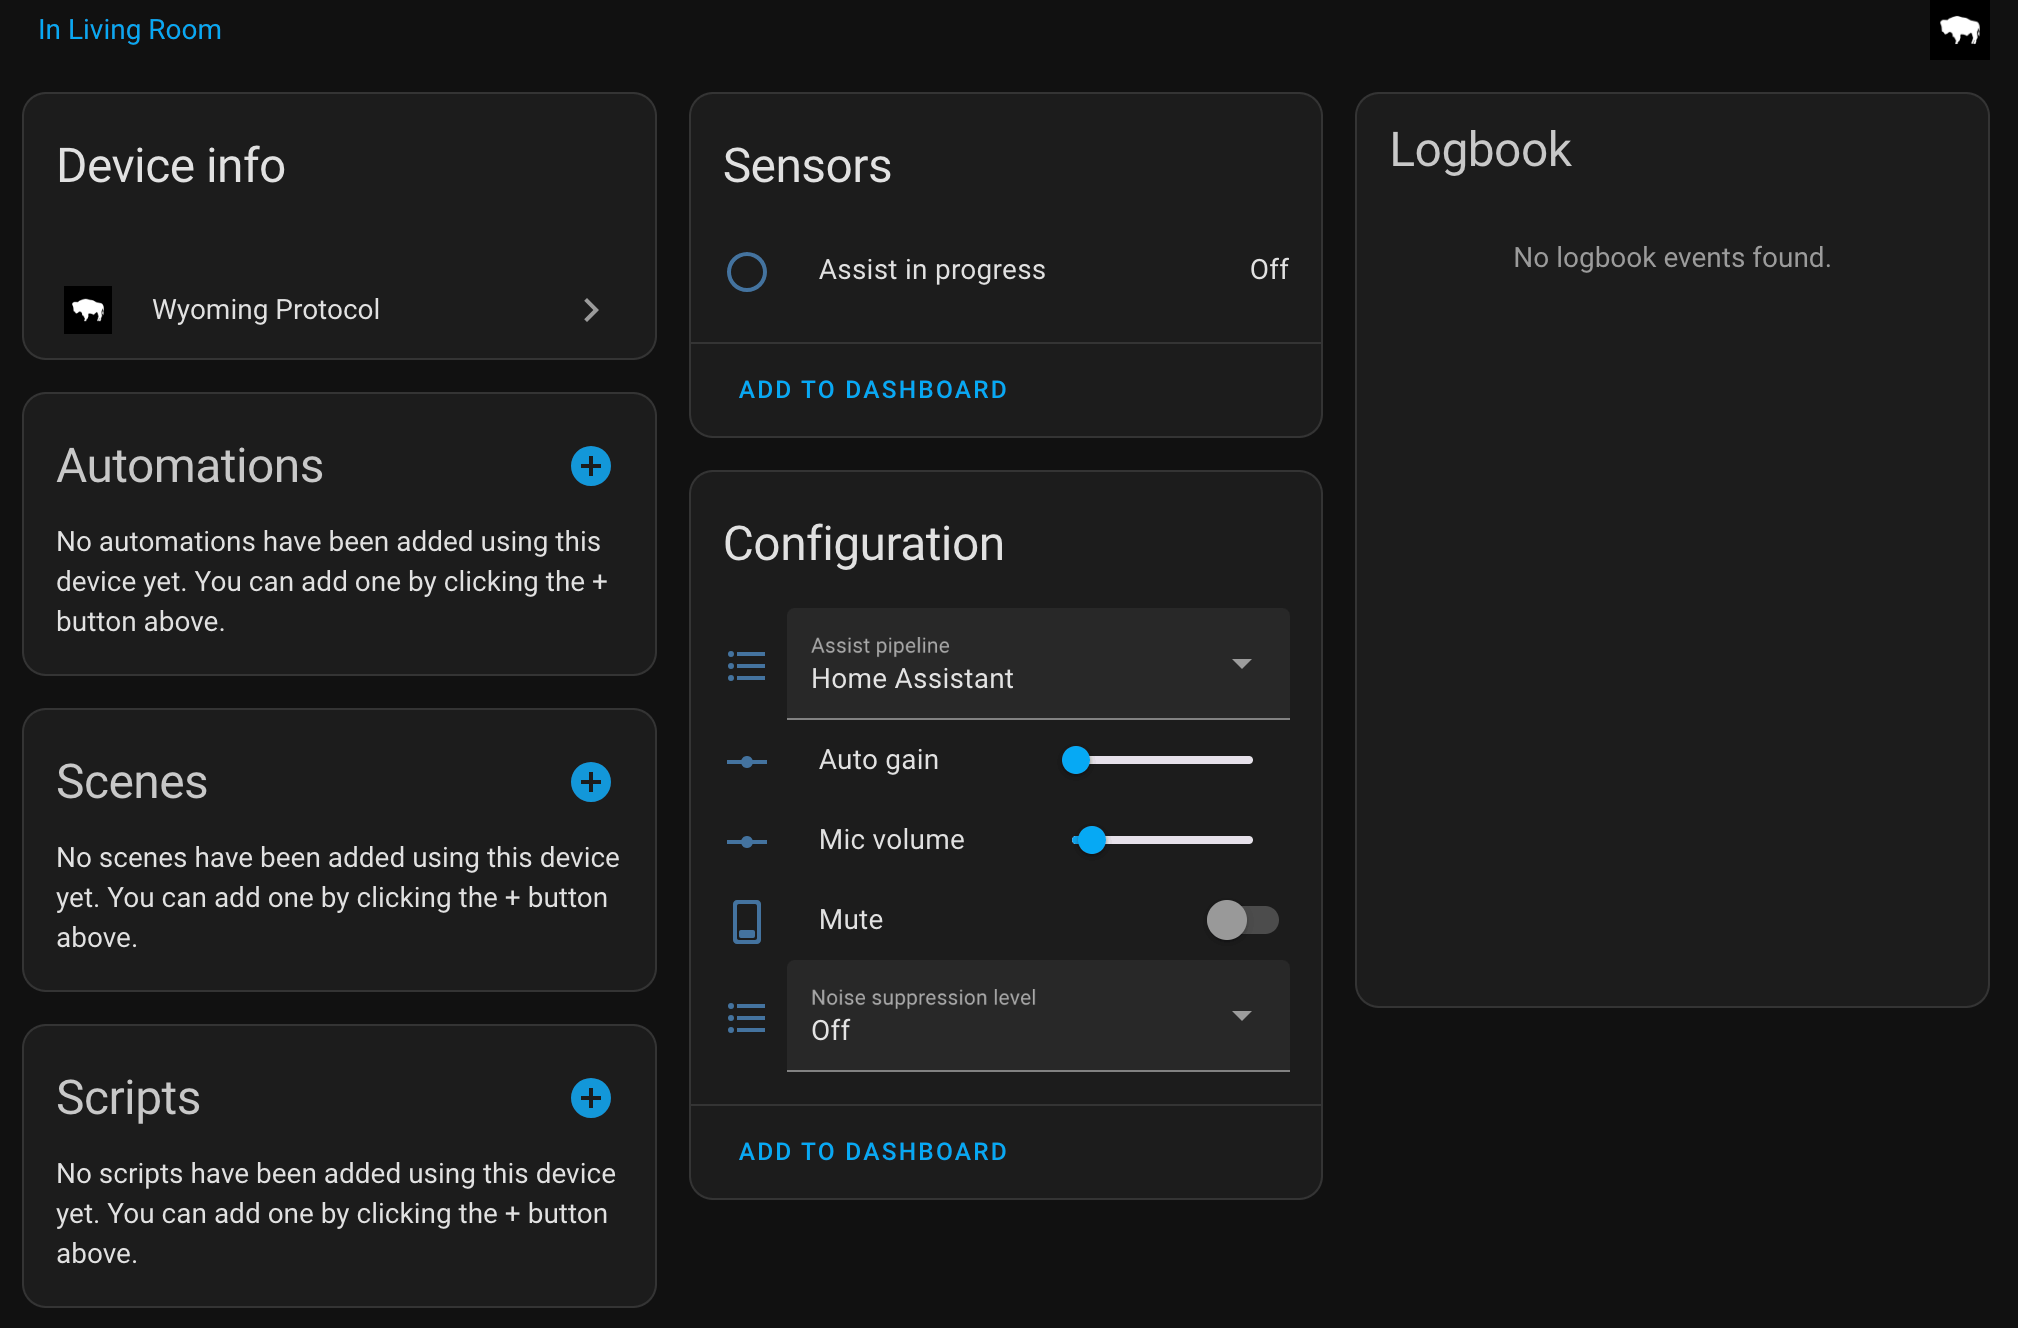 In Living Room
Device info
Wyoming Protocol
Automations
No automations have been added using this
device yet. You can add one by clicking the +
button above.
Scenes
No scenes have been added using this device
yet. You can add one by clicking the + button
above.
Scripts
No scripts have been added using this device
yet. You can add one by clicking the + button
above.
Sensors
Assist in progress Off
ADD TO DASHBOARD
Configuration
Assist pipeline
Home Assistant
Auto gain
Mic volume
Mute
Noise suppression level
Off
ADD TO DASHBOARD
Logbook
No logbook events found.